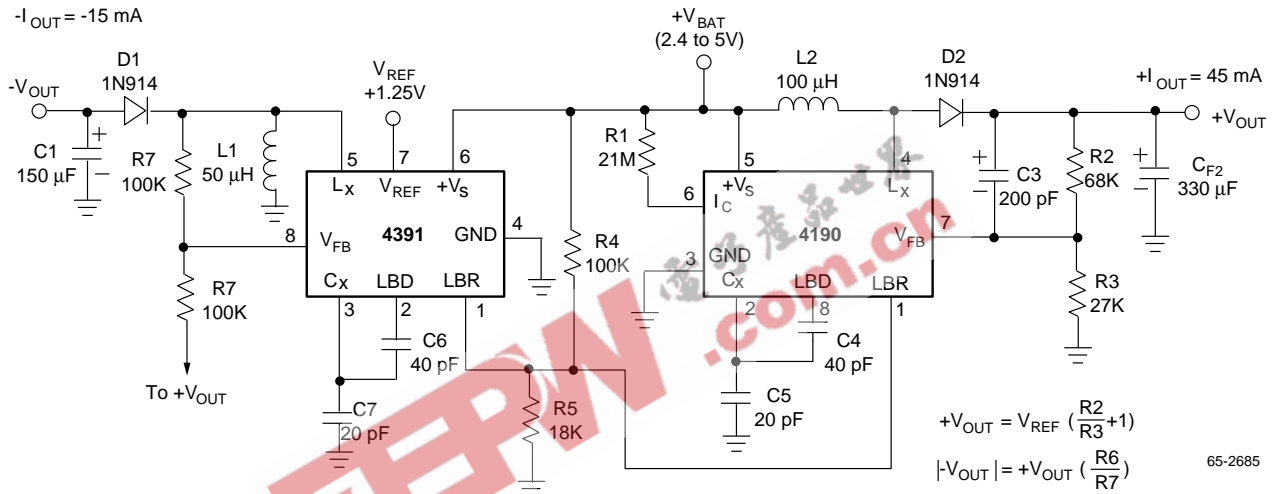 -I OUT = -15 mA
+V BAT
(2.4 to 5V)
L2
100 µH
D2
1N914
+I OUT = 45 mA
D1
1N914
V REF
+1.25V
-V OUT
+V OUT
C1
150 µF
+
-
R7
100K
L1
50 µH
R1
21M
5
7
6
L X
V REF
+V S
8
V FB
4391
GND
4
C X
LBD
LBR
3
2
1
R7
100K
To +V OUT
R4
100K
5
4
6
I C
+V S
L X
4190
V FB
7
3
GND
C X
LBD
LBR
2
8
1
+
-
C3
200 pF
R2
68K
+
-
C F2
330 µF
R3
27K
C6
40 pF
C7
20 pF
R5
18K
C4
40 pF
C5
20 pF
+V OUT = V REF (R2/R3+1)
|-V OUT| = +V OUT (R6/R7)
65-2685
.com.cn